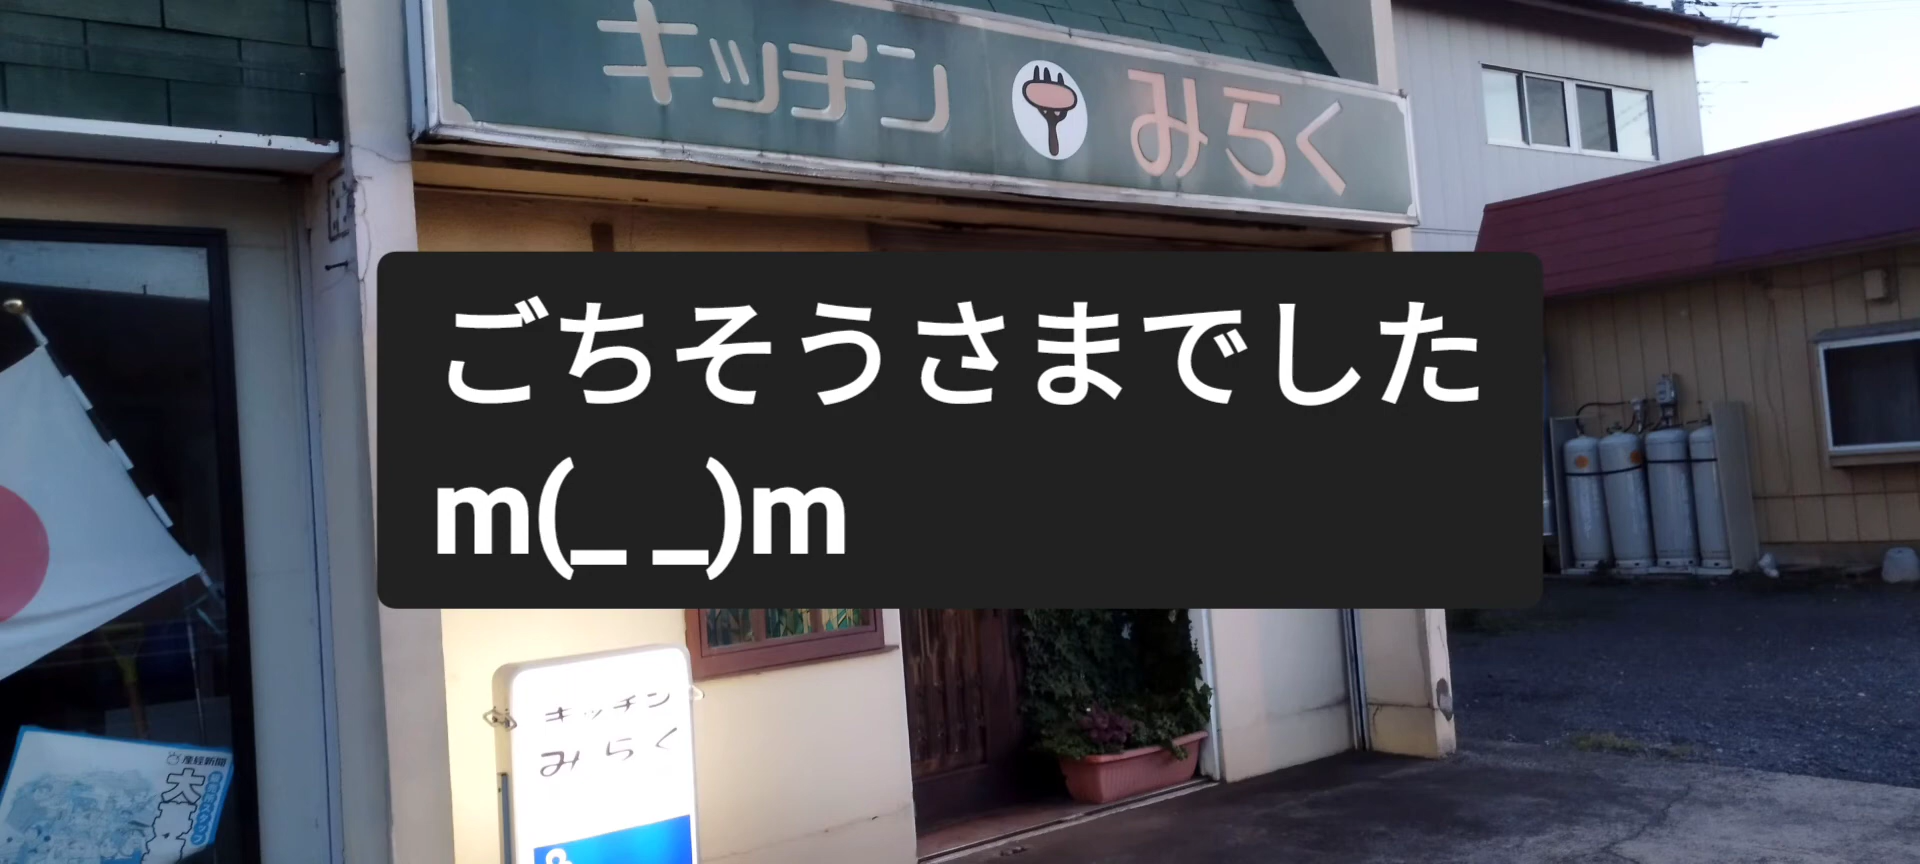 キッチン みらく
ごちそうさまでした
m(_ _)m
キッチン
みらく
産経新聞